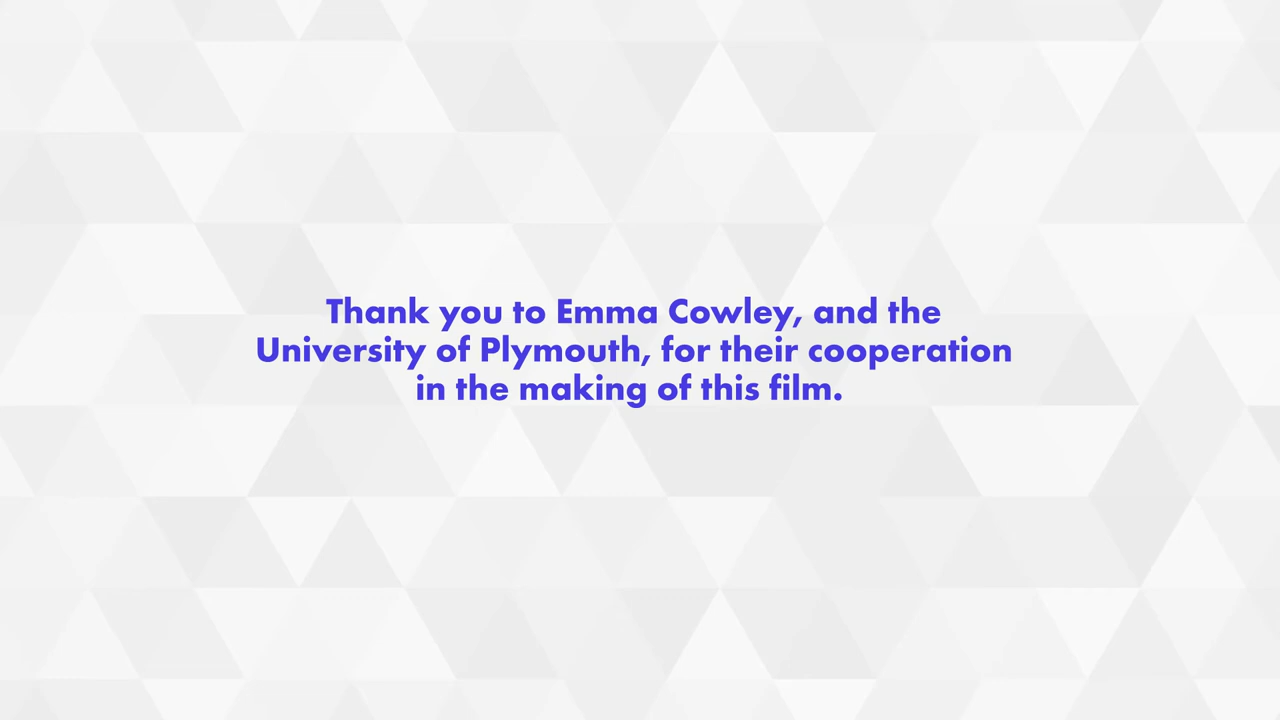 Thank you to Emma Cowley, and the
University of Plymouth, for their cooperation
in the making of this film.